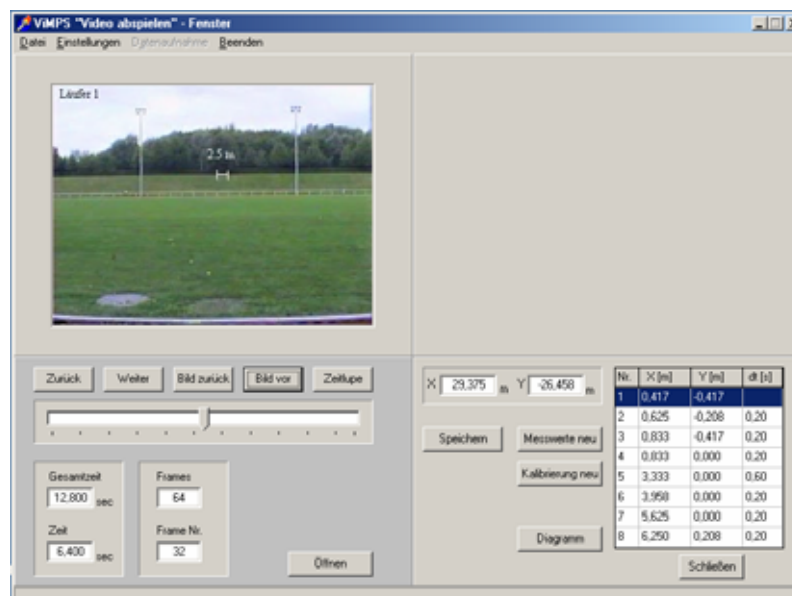 ViMPS "Video abspielen" - Fenster
Datei Einstellungen Datenaufnahme Beenden
Läufer 1
2.5 m
Zurück Weiter Bild zurück Bild vor Zeitlupe
Gesamtzeit
12,800 sec
Zeit
6,400 sec
Frames
64
Frame Nr.
32
Öffnen
X 29,375 m Y -26,458 m
Speichern Messwerte neu
Kalibrierung neu
Diagramm
Nr. X [m] Y [m] dt [s]
1 0,417 -0,417
2 0,625 -0,208 0,20
3 0,833 -0,417 0,20
4 0,833 0,000 0,20
5 3,333 0,000 0,60
6 3,958 0,000 0,20
7 5,625 0,000 0,20
8 6,250 0,208 0,20
Schließen